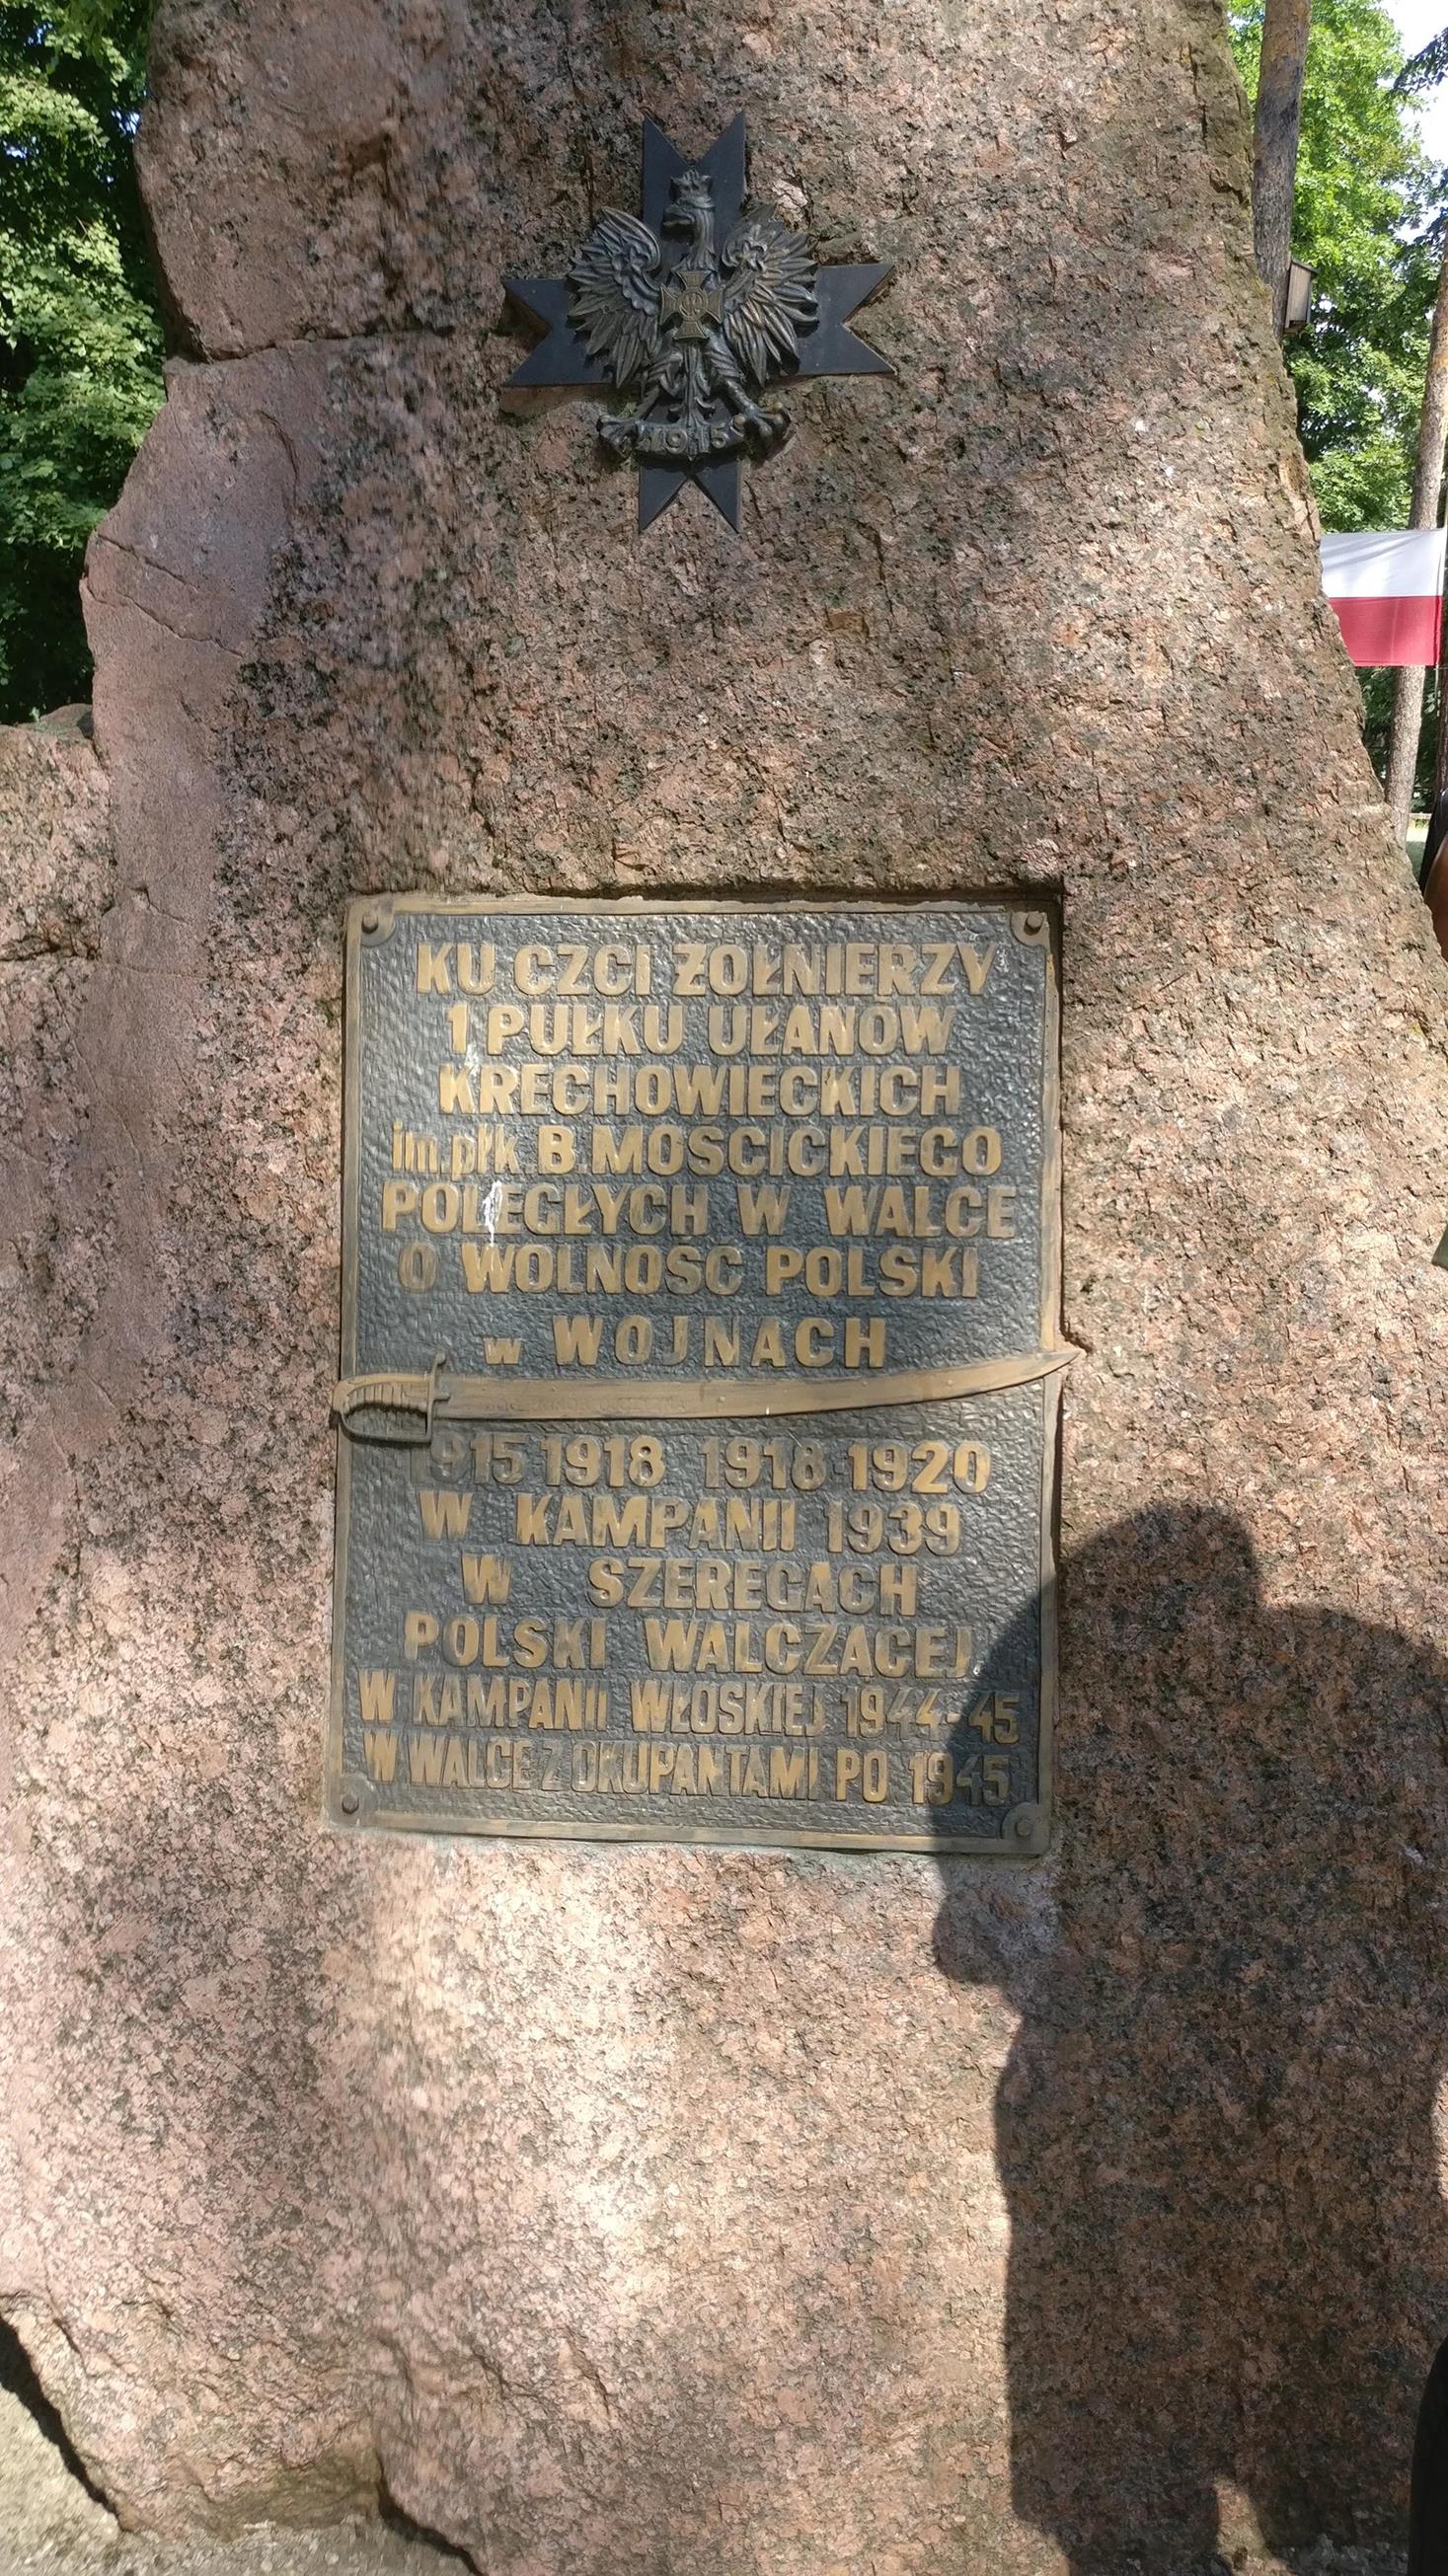 1915
KU CZCI ŻOŁNIERZY
1 PUŁKU UŁANÓW
KRECHOWIECKICH
im. płk. B. MOŚCICKIEGO
POLEGŁYCH W WALCE
O WOLNOŚĆ POLSKI
w WOJNACH
1915 1918 1918-1920
W KAMPANII 1939
W SZEREGACH
POLSKI WALCZĄCEJ
W KAMPANII WŁOSKIEJ 1944-45
W WALCE Z OKUPANTAMI PO 1945